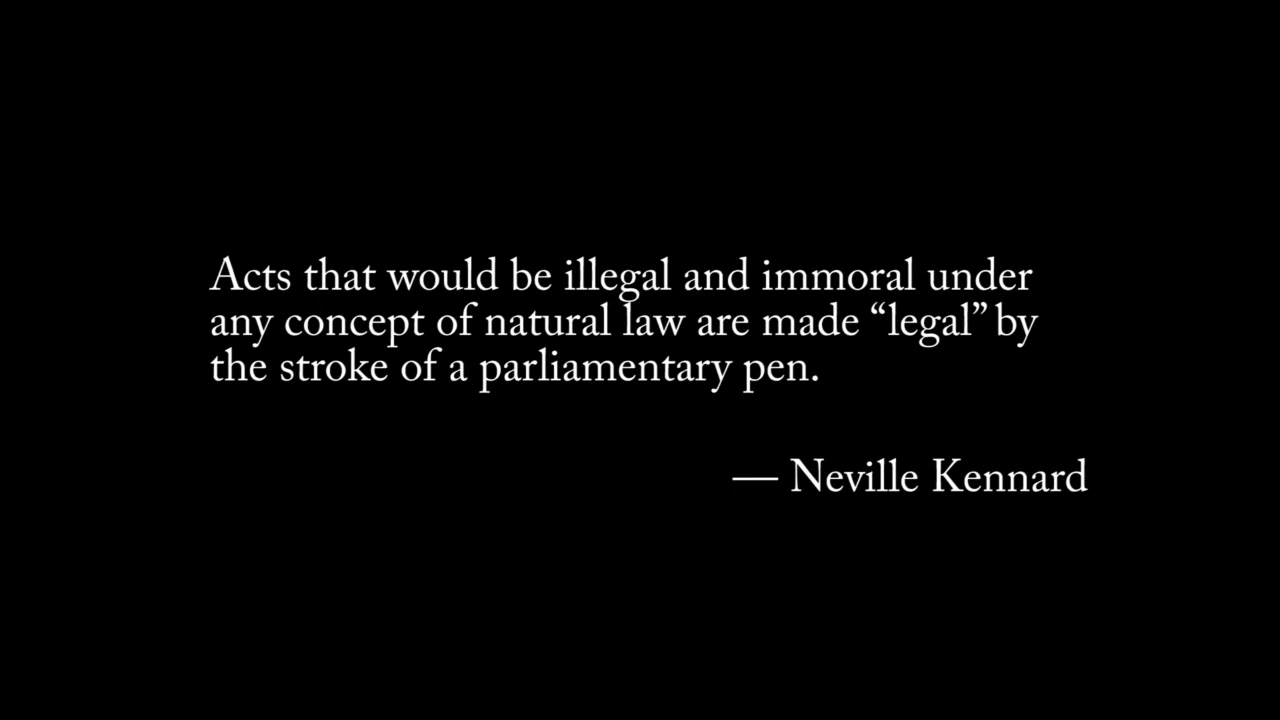 Acts that would be illegal and immoral under
any concept of natural law are made “legal” by
the stroke of a parliamentary pen.
— Neville Kennard